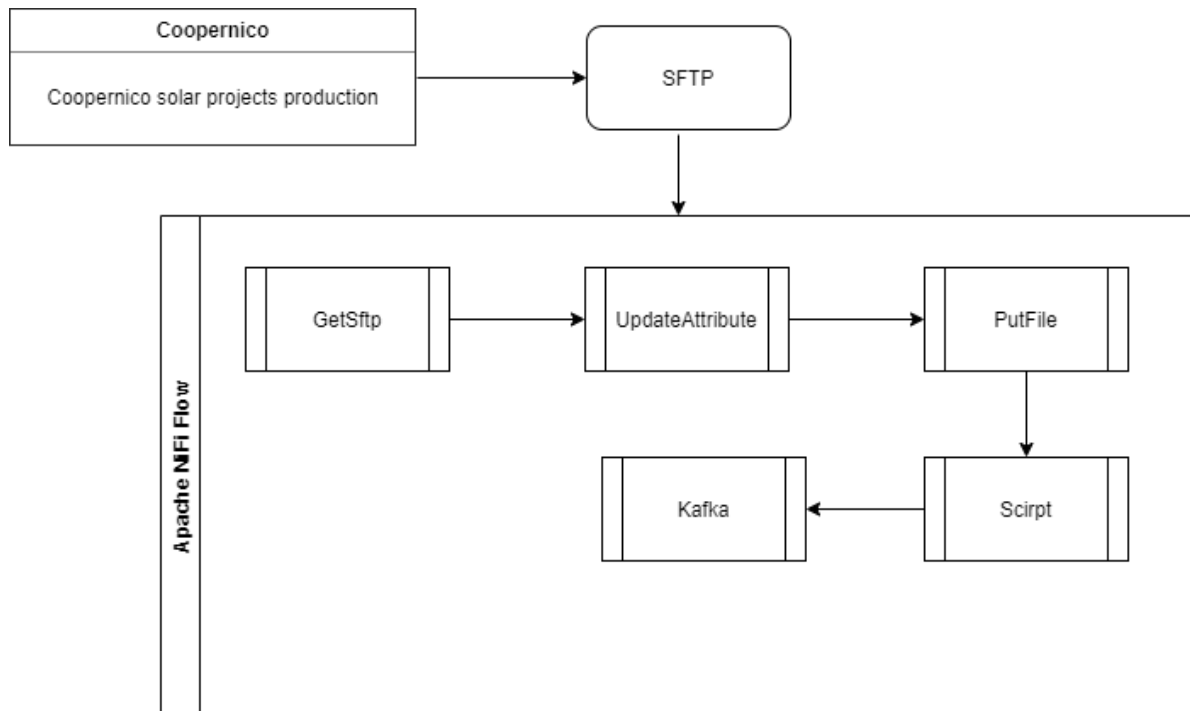 Coopernico
Coopernico solar projects production
SFTP
Apache NiFi Flow
GetSftp
UpdateAttribute
PutFile
Kafka
Scirpt